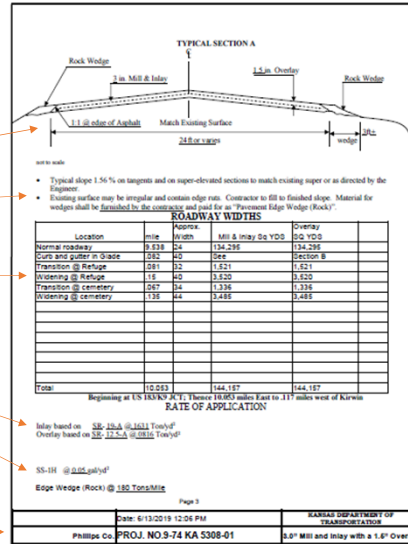 TYPICAL SECTION A
℄
Rock Wedge
3 in. Mill & Inlay
1.5 in. Overlay
Rock Wedge
1:1 @ edge of Asphalt
Match Existing Surface
3ft+
24ft or varies
wedge
not to scale
• Typical slope 1.56 % on tangents and on super-elevated sections to match existing super or as directed by the
Engineer.
• Existing surface may be irregular and contain edge ruts. Contractor to fill to finished slope. Material for
wedges shall be furnished by the contractor and paid for as "Pavement Edge Wedge (Rock)".
ROADWAY WIDTHS
Location mile Approx. Width Mill & Inlay Sq YDS Overlay SQ YDS
Normal roadway 9.538 24 134,295 134,295
Curb and gutter in Glade .082 40 See Section B
Transition @ Refuge .081 32 1,521 1,521
Widening @ Refuge .15 40 3,520 3,520
Transition @ cemetery .067 34 1,336 1,336
Widening @ cemetery .135 44 3,485 3,485
Total 10.053 144,157 144,157
Beginning at US 183/K9 JCT; Thence 10.053 miles East to .117 miles west of Kirwin
RATE OF APPLICATION
Inlay based on SR- 19-A @.1631 Ton/yd²
Overlay based on SR- 12.5-A @.0816 Ton/yd²
SS-1H @ 0.05 gal/yd²
Edge Wedge (Rock) @ 180 Tons/Mile
Page 3
Date: 6/13/2019 12:06 PM
KANSAS DEPARTMENT OF
TRANSPORTATION
Phillips Co. PROJ. NO.9-74 KA 5308-01
3.0" Mill and Inlay with a 1.5" Over